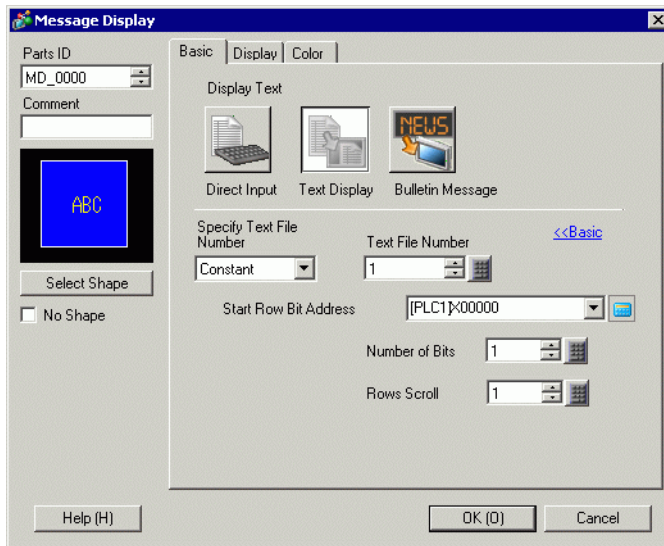 Message Display
Parts ID
MD_0000
Comment
ABC
Select Shape
No Shape
Help (H)
Basic Display Color
Display Text
NEWS
Direct Input Text Display Bulletin Message
Specify Text File
Number
Text File Number
<<Basic
Constant
1
Start Row Bit Address
[PLC1]X00000
Number of Bits
1
Rows Scroll
1
OK (O)
Cancel